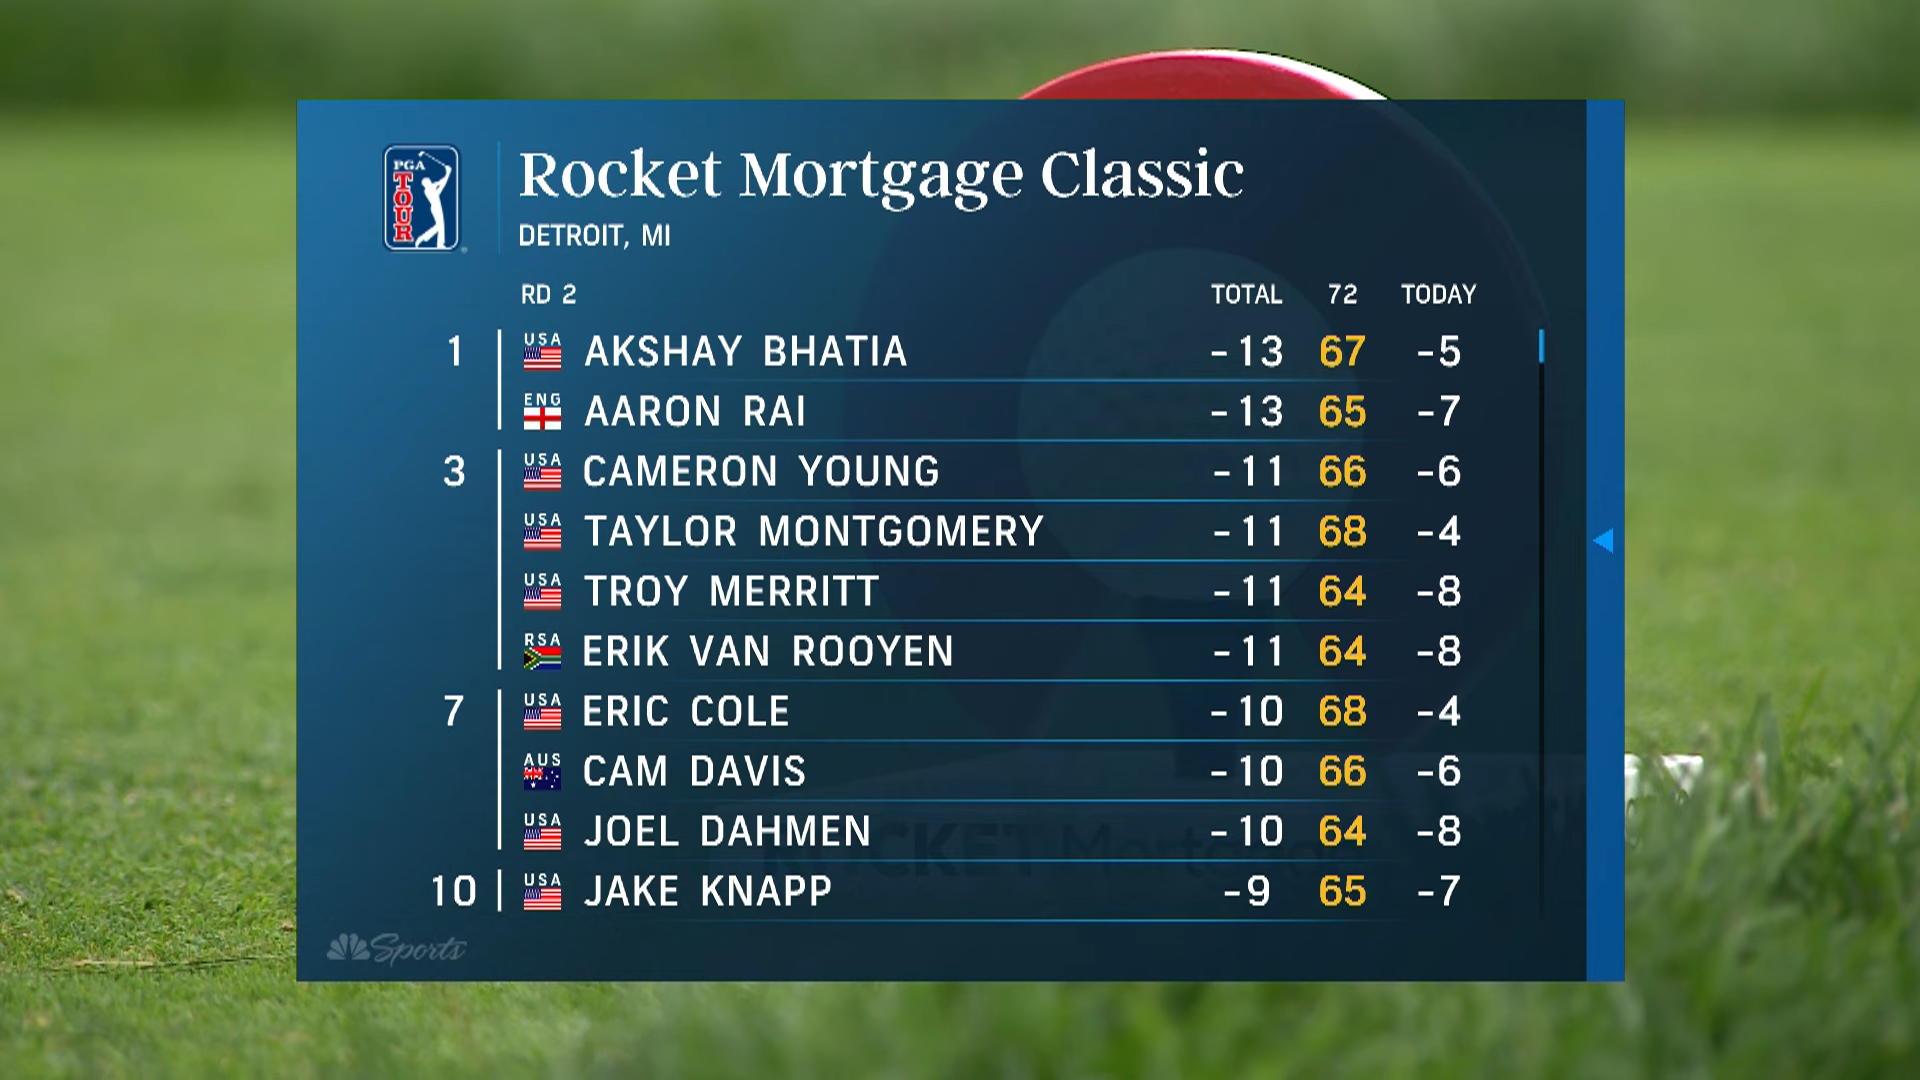 PGA TOUR
Rocket Mortgage Classic
DETROIT, MI
RD 2 TOTAL 72 TODAY
1 USA AKSHAY BHATIA -13 67 -5
ENG AARON RAI -13 65 -7
3 USA CAMERON YOUNG -11 66 -6
USA TAYLOR MONTGOMERY -11 68 -4
USA TROY MERRITT -11 64 -8
RSA ERIK VAN ROOYEN -11 64 -8
7 USA ERIC COLE -10 68 -4
AUS CAM DAVIS -10 66 -6
USA JOEL DAHMEN -10 64 -8
ROCKET Mortgage
10 USA JAKE KNAPP -9 65 -7
Sports